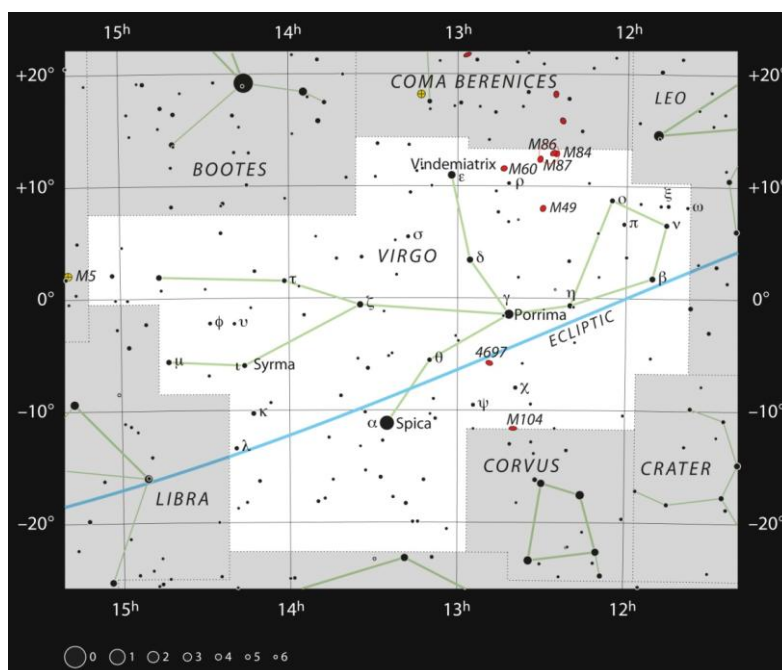 15h 14h 13h 12h
+20° COMA BERENICES +20°
LEO
M86 M84
BOOTES Vindemiatrix M60 M87
ε ρ ξ
+10° +10°
ο ω
M49 π ν
σ
VIRGO
δ
M5 τ β
0° ζ γ η 0°
Porrima
φ υ ECLIPTIC
4697
μ ι Syrma θ
χ
κ ψ
−10° α Spica M104 −10°
λ
CORVUS CRATER
LIBRA
−20° −20°
15h 14h 13h 12h
0 1 2 3 4 5 6